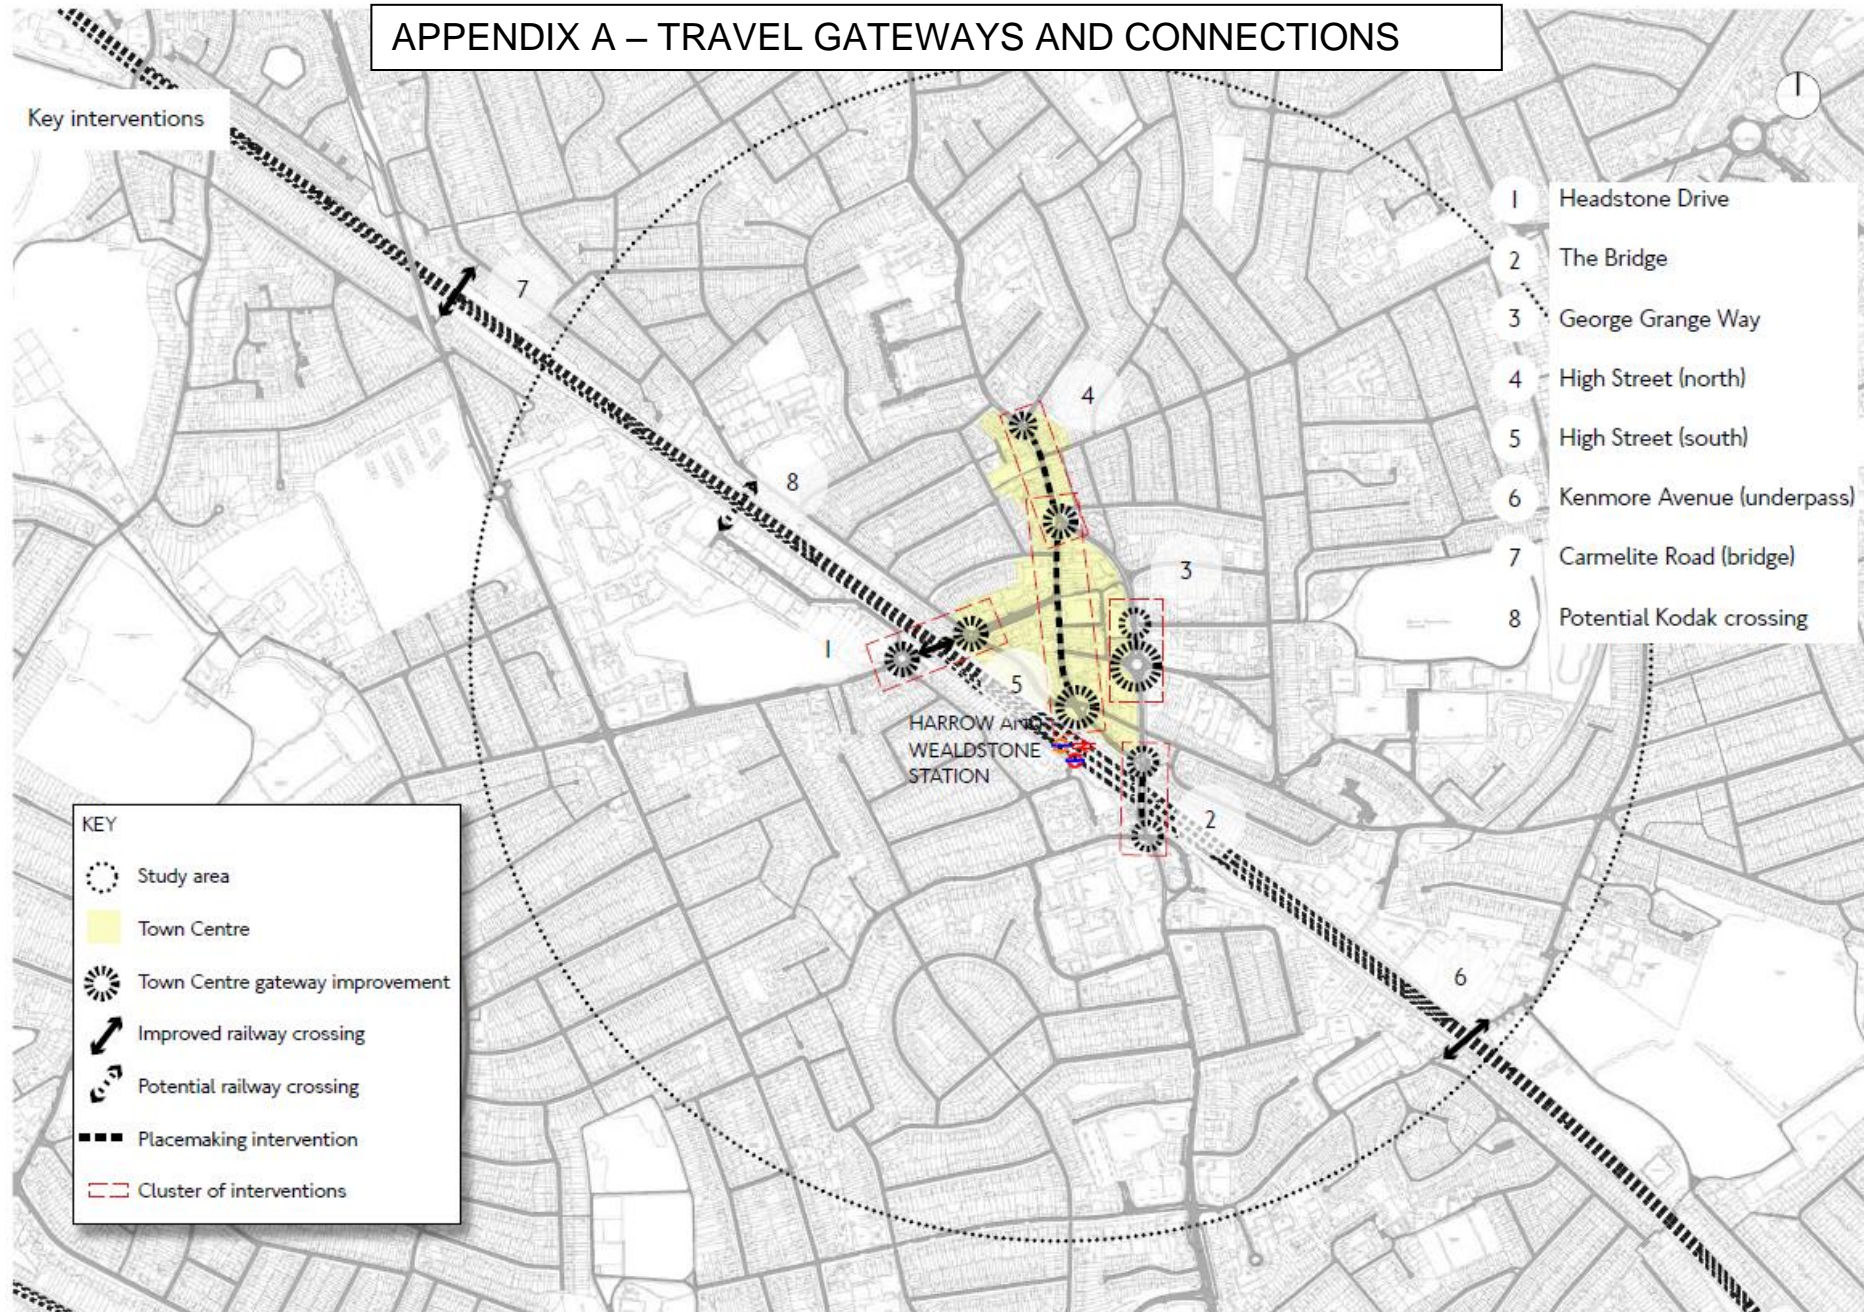 APPENDIX A – TRAVEL GATEWAYS AND CONNECTIONS
Key interventions
1 Headstone Drive
2 The Bridge
3 George Grange Way
4 High Street (north)
5 High Street (south)
6 Kenmore Avenue (underpass)
7 Carmelite Road (bridge)
8 Potential Kodak crossing
7
4
8
3
1
5
HARROW AND
WEALDSTONE
STATION
2
6
KEY
Study area
Town Centre
Town Centre gateway improvement
Improved railway crossing
Potential railway crossing
Placemaking intervention
Cluster of interventions